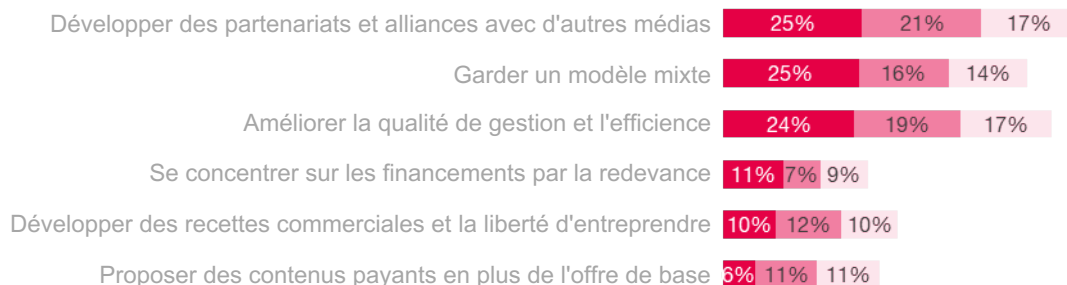 Développer des partenariats et alliances avec d'autres médias 25% 21% 17%
Garder un modèle mixte 25% 16% 14%
Améliorer la qualité de gestion et l'efficience 24% 19% 17%
Se concentrer sur les financements par la redevance 11% 7% 9%
Développer des recettes commerciales et la liberté d'entreprendre 10% 12% 10%
Proposer des contenus payants en plus de l'offre de base 6% 11% 11%